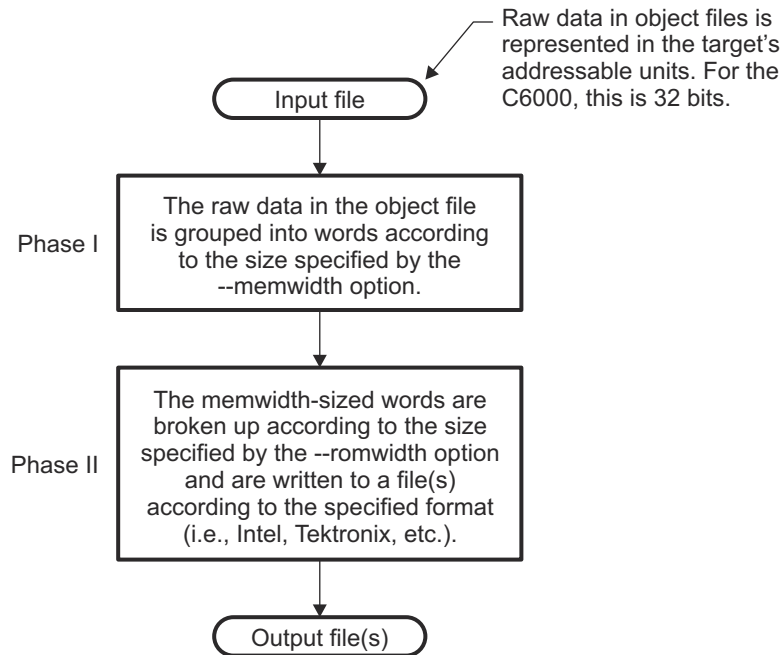 Raw data in object files is
represented in the target's
addressable units. For the
C6000, this is 32 bits.
Input file
Phase I
The raw data in the object file
is grouped into words according
to the size specified by the
--memwidth option.
Phase II
The memwidth-sized words are
broken up according to the size
specified by the --romwidth option
and are written to a file(s)
according to the specified format
(i.e., Intel, Tektronix, etc.).
Output file(s)